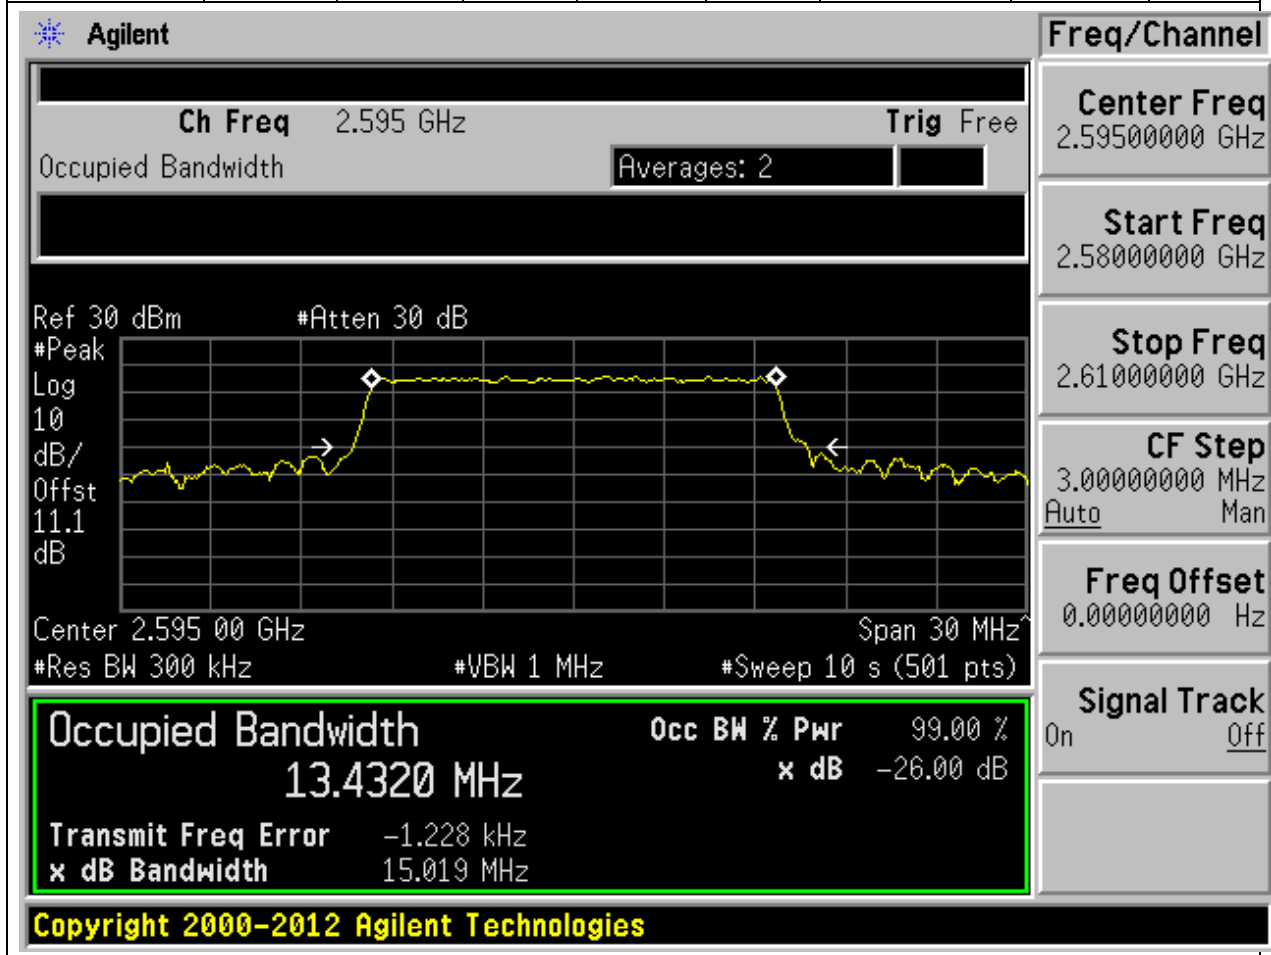 Agilent
Freq/Channel
Ch Freq 2.595 GHz Trig Free
Occupied Bandwidth Averages: 2
Center Freq
2.59500000 GHz
Start Freq
2.58000000 GHz
Stop Freq
2.61000000 GHz
CF Step
3.00000000 MHz
Auto Man
Freq Offset
0.00000000 Hz
Signal Track
On Off
Ref 30 dBm #Atten 30 dB
#Peak
Log
10
dB/
Offst
11.1
dB
Center 2.595 00 GHz Span 30 MHz^
#Res BW 300 kHz #VBW 1 MHz #Sweep 10 s (501 pts)
Occupied Bandwidth Occ BW % Pwr 99.00 %
13.4320 MHz x dB -26.00 dB
Transmit Freq Error -1.228 kHz
x dB Bandwidth 15.019 MHz
Copyright 2000-2012 Agilent Technologies